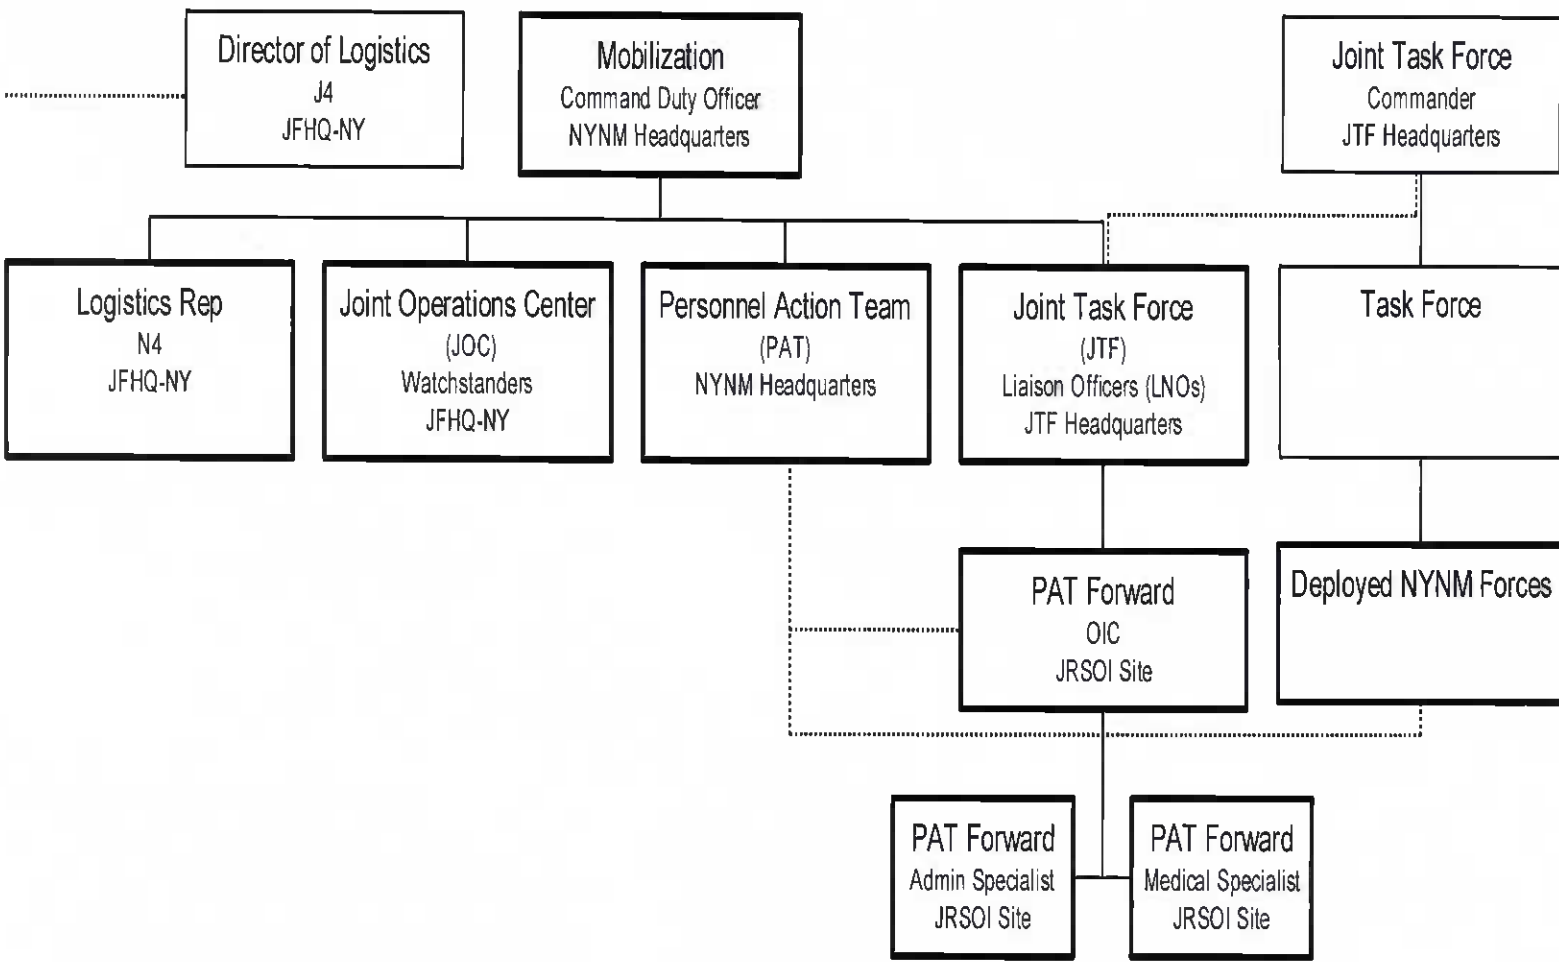 Director of Logistics
J4
JFHQ-NY
Mobilization
Command Duty Officer
NYNM Headquarters
Joint Task Force
Commander
JTF Headquarters
Logistics Rep
N4
JFHQ-NY
Joint Operations Center
(JOC)
Watchstanders
JFHQ-NY
Personnel Action Team
(PAT)
NYNM Headquarters
Joint Task Force
(JTF)
Liaison Officers (LNOs)
JTF Headquarters
Task Force
PAT Forward
OIC
JRSOI Site
Deployed NYNM Forces
PAT Forward
Admin Specialist
JRSOI Site
PAT Forward
Medical Specialist
JRSOI Site